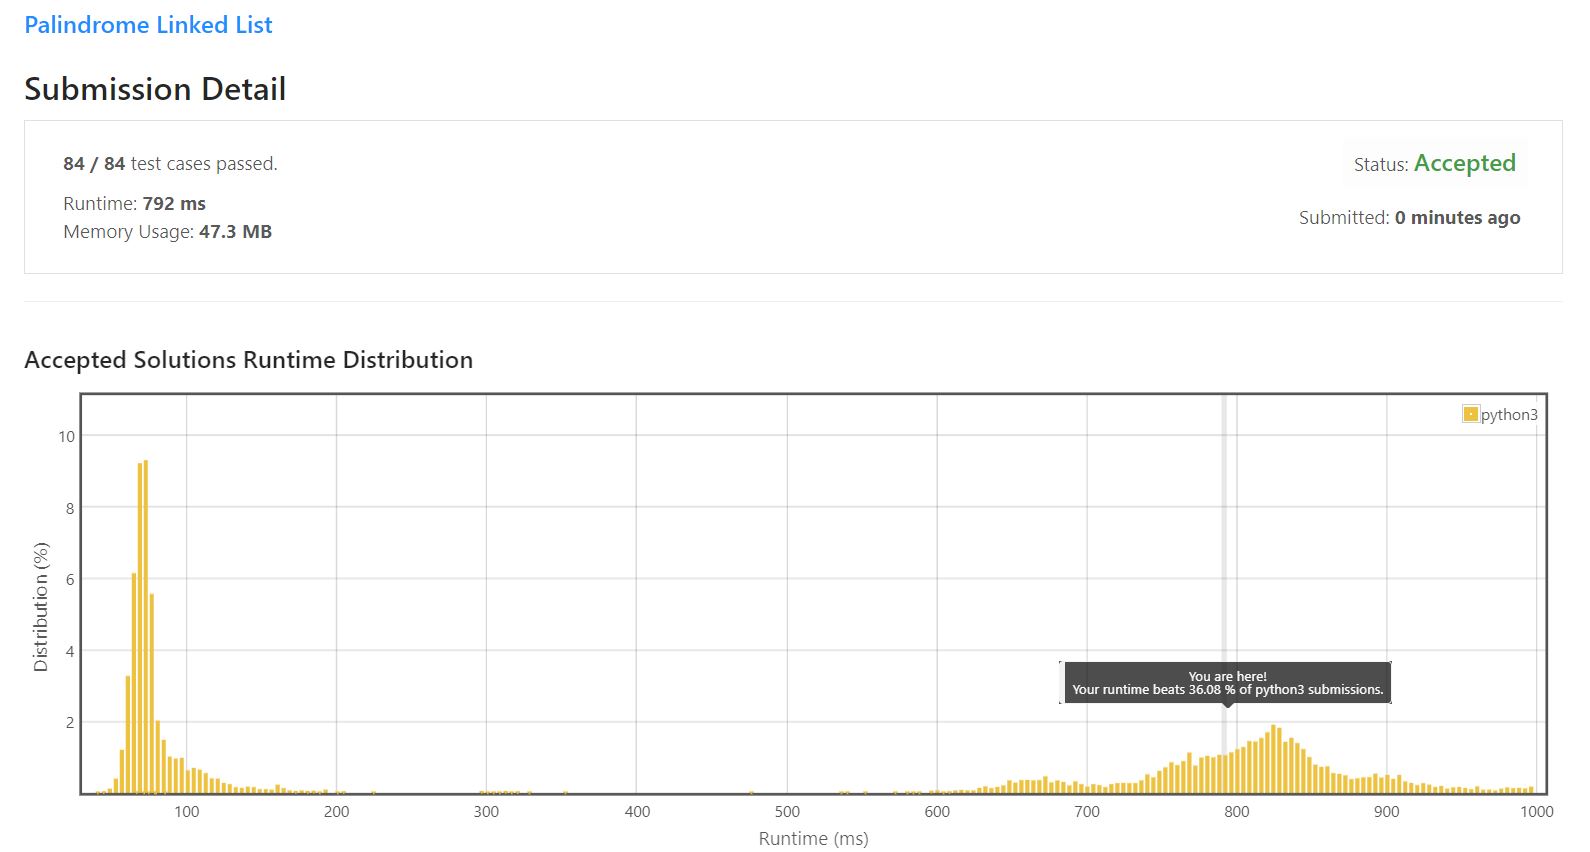 Palindrome Linked List
Submission Detail
84 / 84 test cases passed.
Status: Accepted
Runtime: 792 ms
Memory Usage: 47.3 MB
Submitted: 0 minutes ago
Accepted Solutions Runtime Distribution
python3
10
8
6
4
2
Distribution (%)
You are here!
Your runtime beats 36.08 % of python3 submissions.
100 200 300 400 500 600 700 800 900 1000
Runtime (ms)